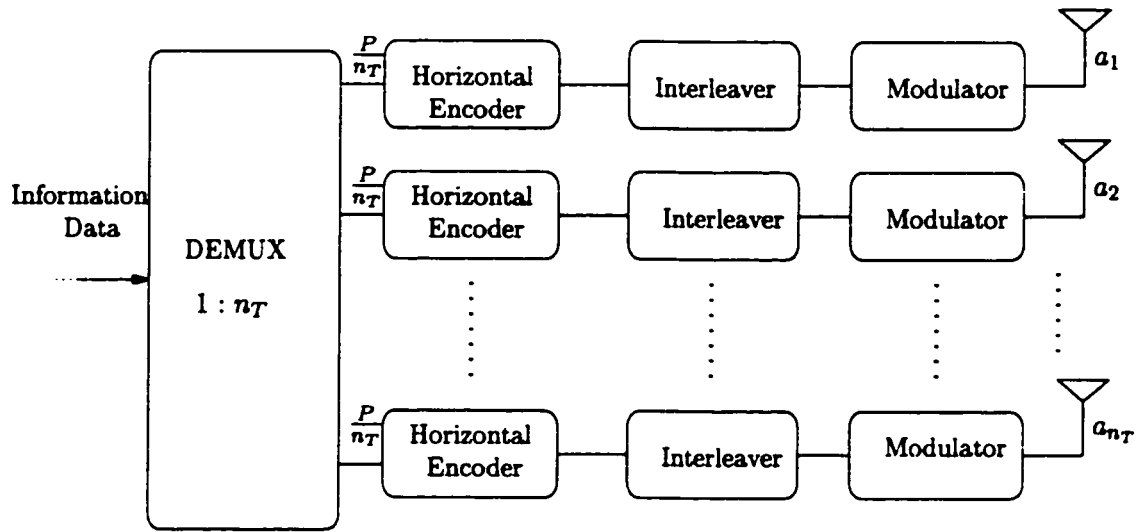 Information
Data
DEMUX
1 : n_T
P/n_T
Horizontal
Encoder
Interleaver
Modulator
a_1
P/n_T
Horizontal
Encoder
Interleaver
Modulator
a_2
P/n_T
Horizontal
Encoder
Interleaver
Modulator
a_{n_T}